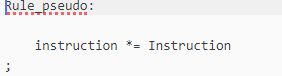 Rule_pseudo:
instruction *= Instruction
;